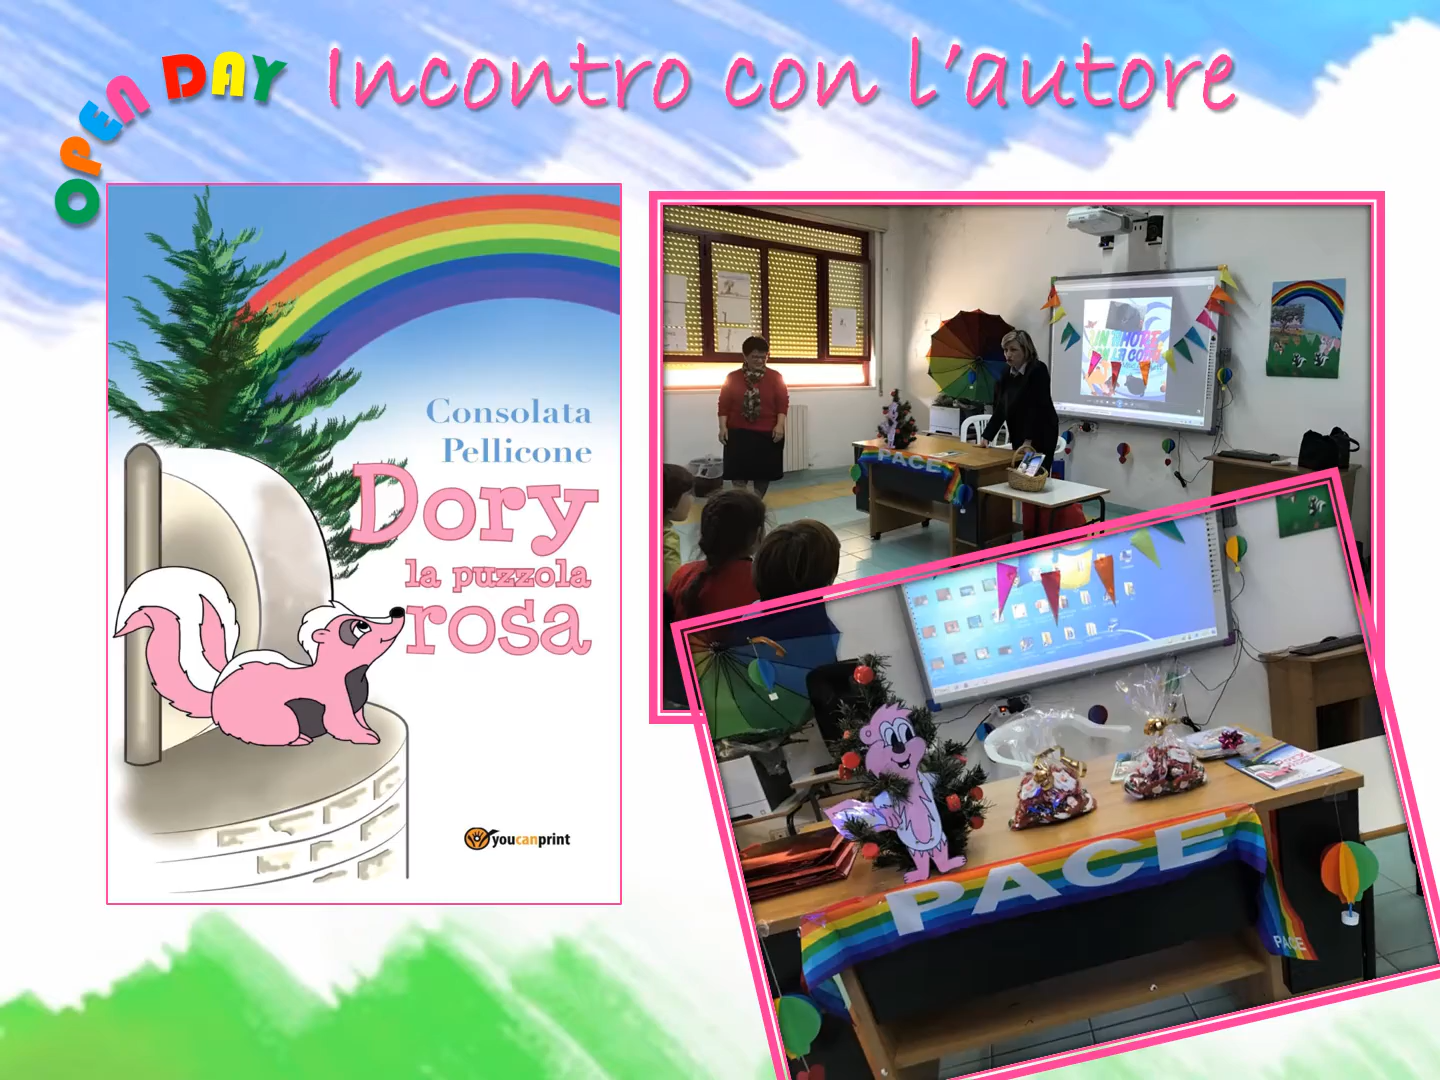 OPEN DAY
Incontro con l'autore
Consolata
Pellicone
Dory
la puzzola
rosa
youcanprint
PACE
PACE
PACE